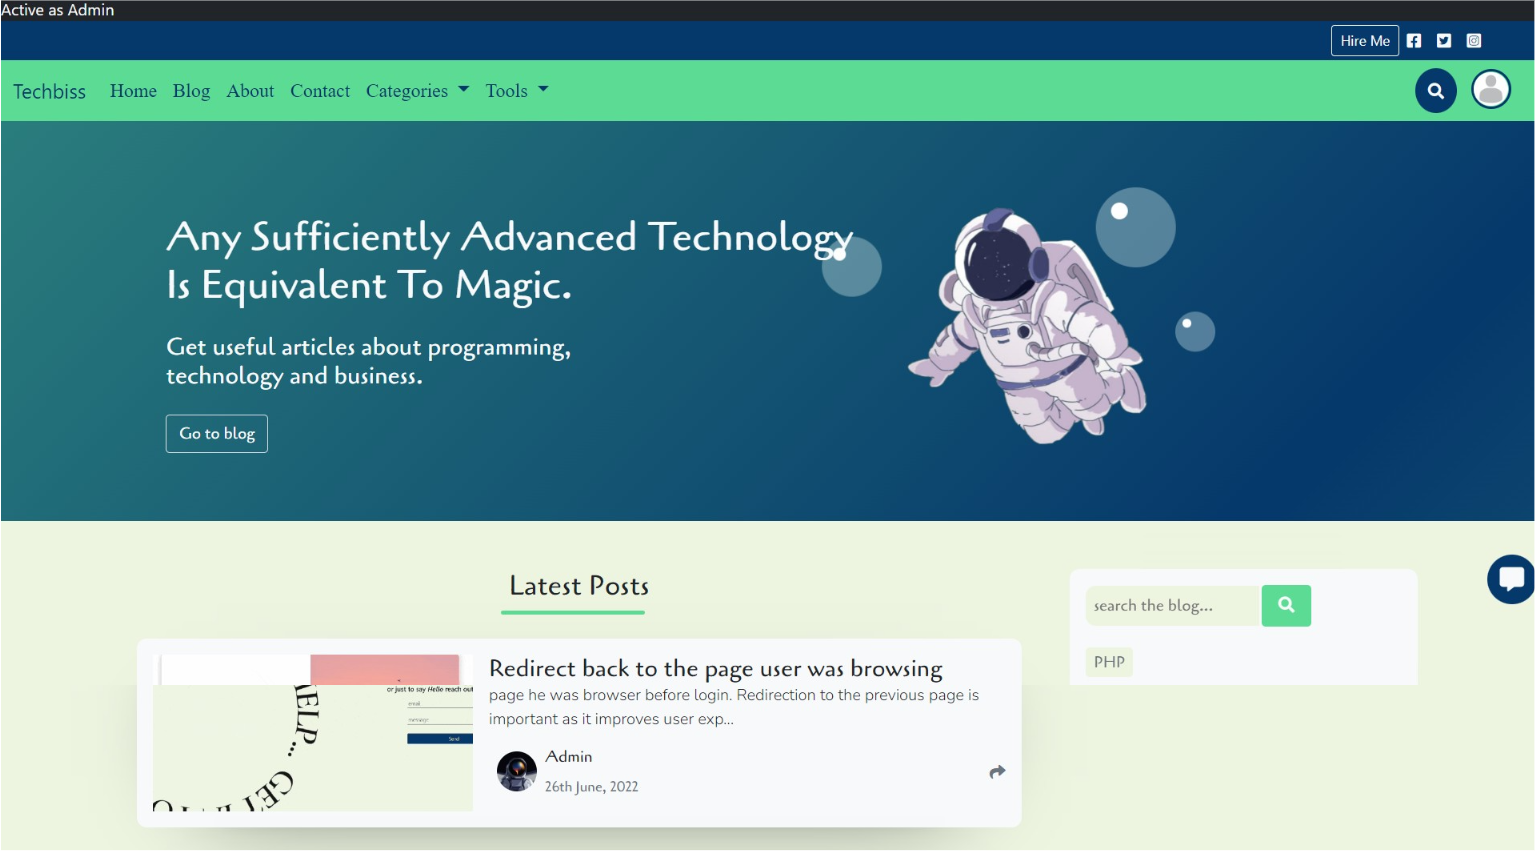 Active as Admin
Hire Me
Techbiss Home Blog About Contact Categories Tools
Any Sufficiently Advanced Technology
Is Equivalent To Magic.
Get useful articles about programming,
technology and business.
Go to blog
Latest Posts
search the blog...
PHP
Redirect back to the page user was browsing
page he was browser before login. Redirection to the previous page is
important as it improves user exp...
Admin
26th June, 2022
or just to say Hello reach out
email
message
Send
HELP...